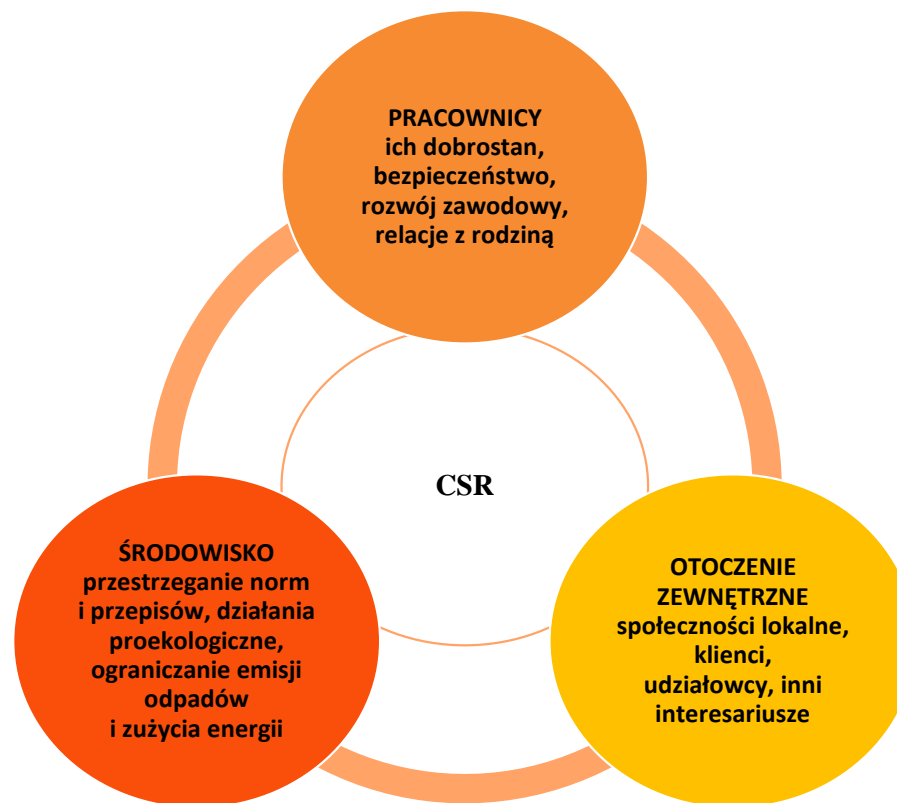 PRACOWNICY
ich dobrostan,
bezpieczeństwo,
rozwój zawodowy,
relacje z rodziną
CSR
ŚRODOWISKO
przestrzeganie norm
i przepisów, działania
proekologiczne,
ograniczanie emisji
odpadów
i zużycia energii
OTOCZENIE
ZEWNĘTRZNE
społeczności lokalne,
klienci,
udziałowcy, inni
interesariusze